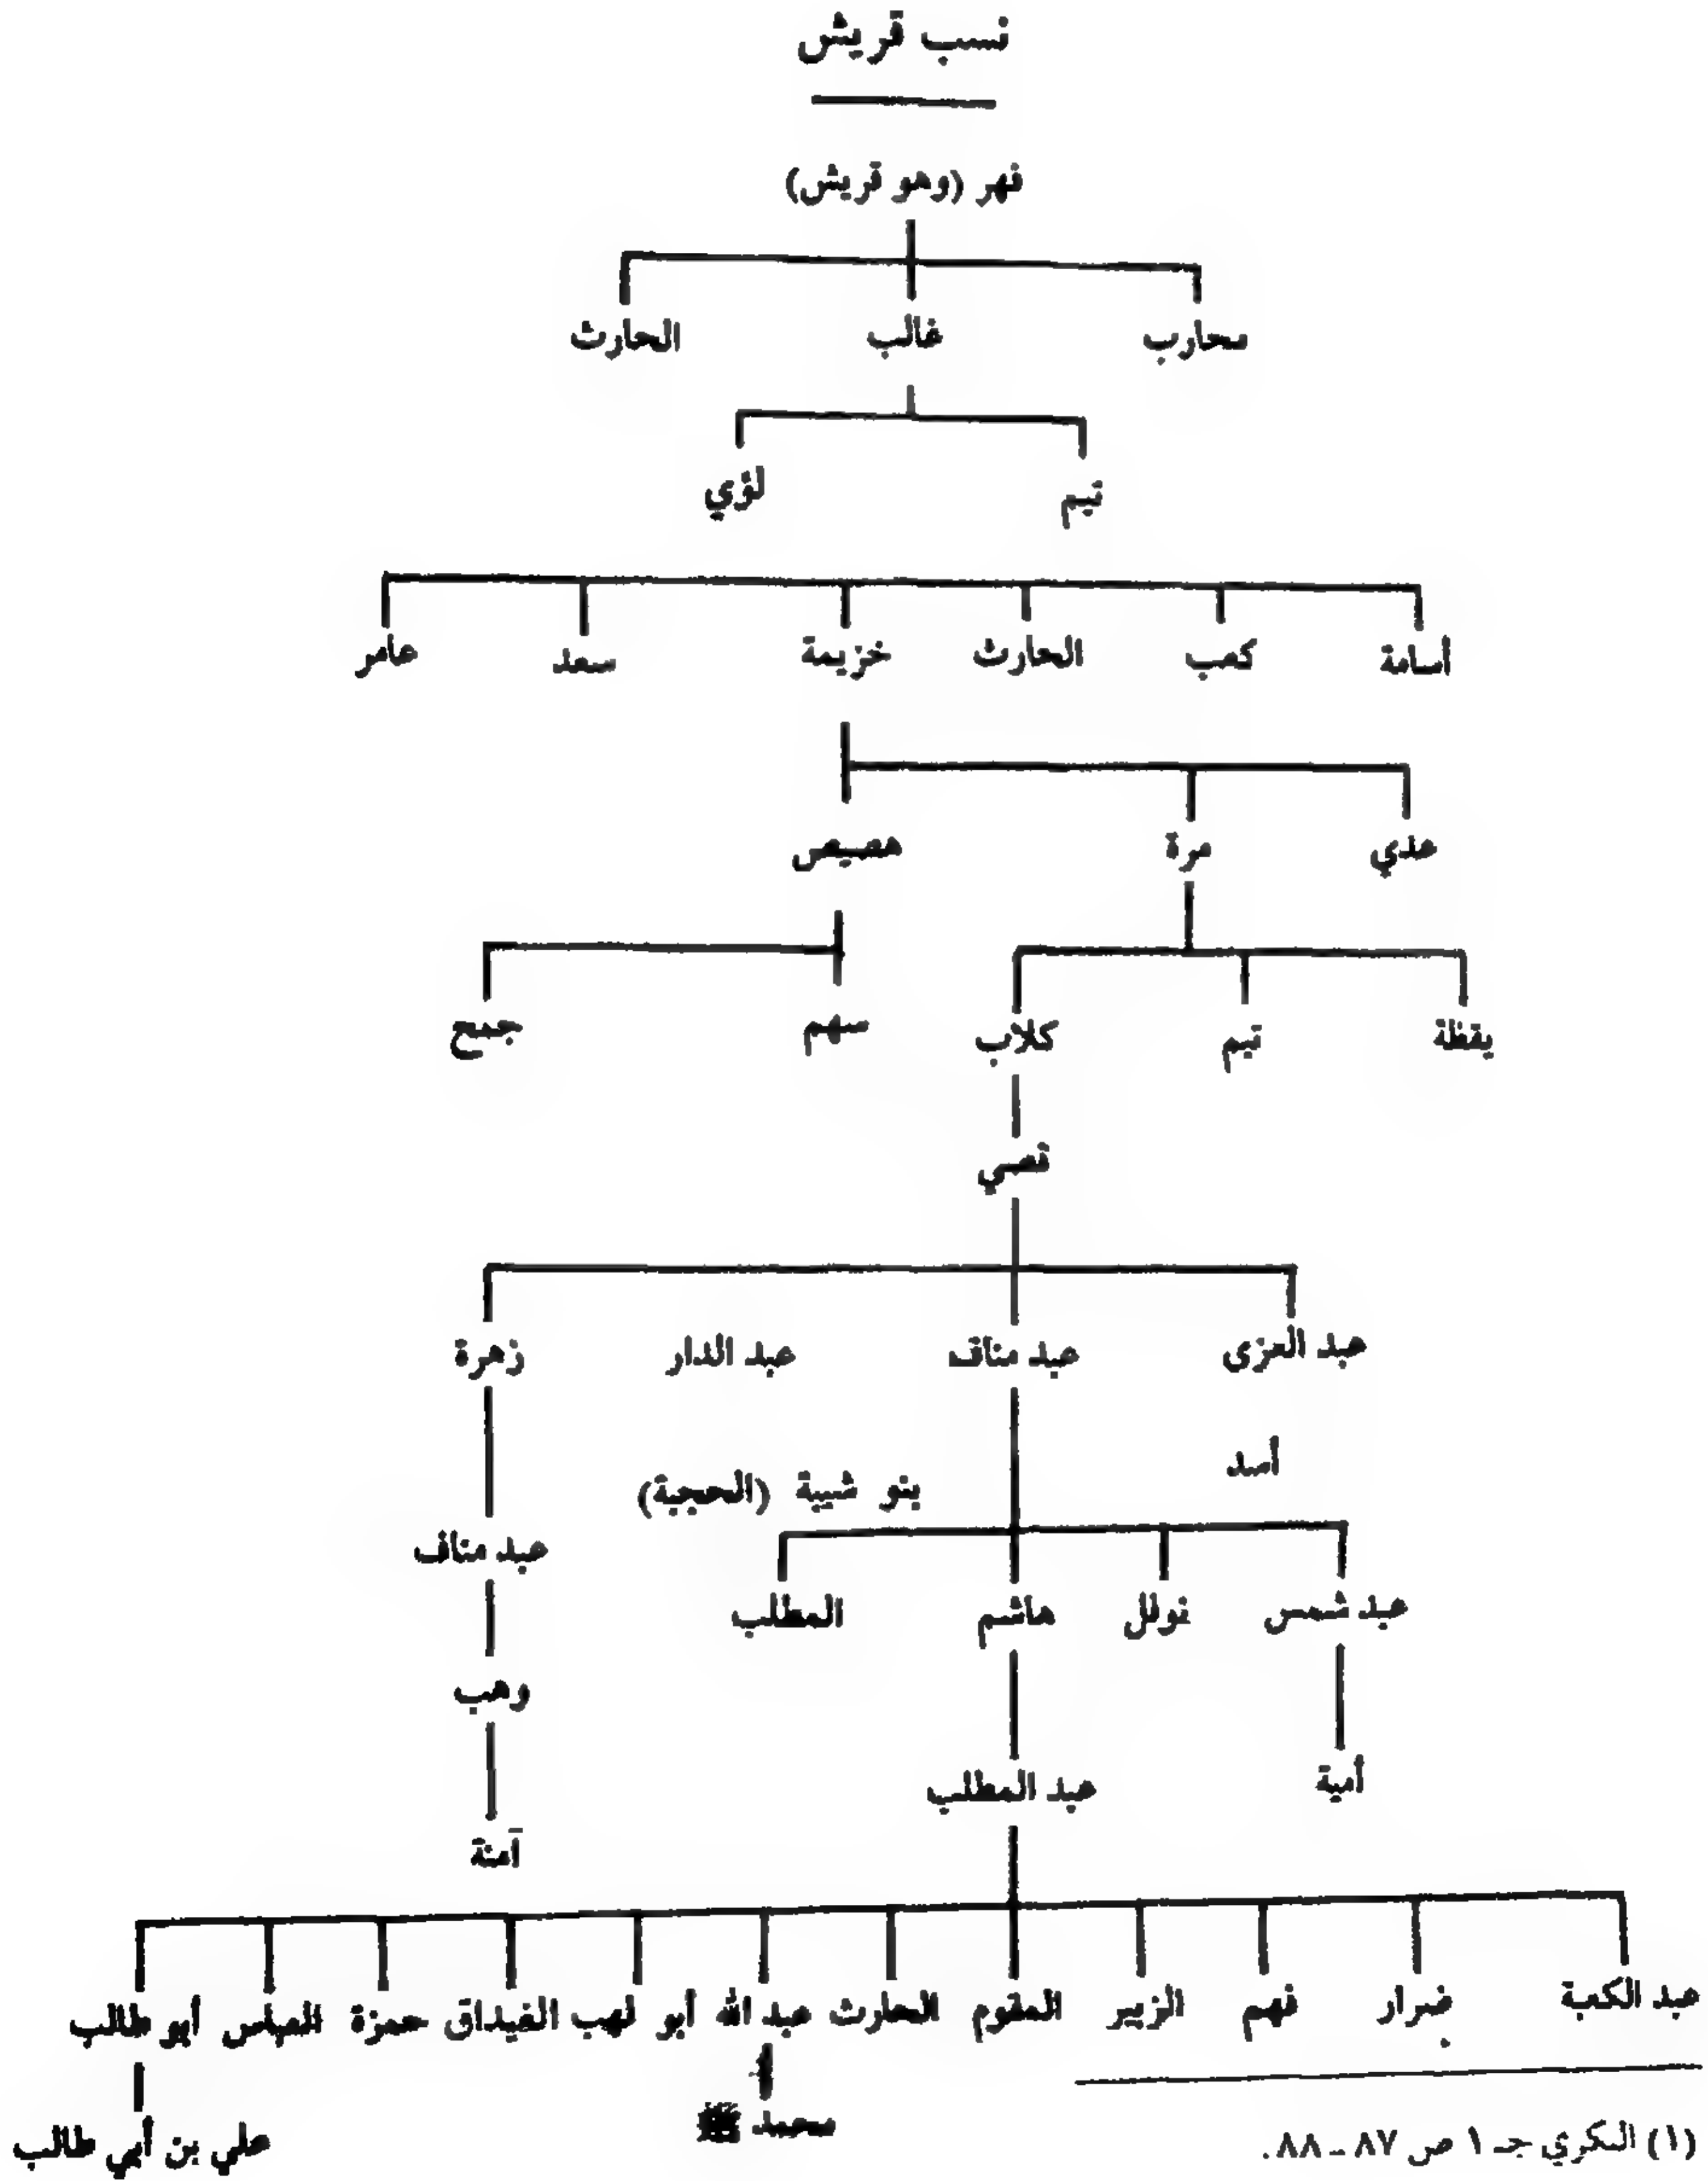 نسب قريش
فهر (وهو قريش)
محارب غالب الحارث
تيم لؤي
أسامة كعب الحارث خزيمة سعد عامر
عدي مرة هصيص
يقظة تيم كلاب سهم جمح
قصي
عبد العزى عبد مناف عبد الدار زهرة
أسد
بنو شيبة (الحجبة)
عبد مناف
عبد شمس نوفل هاشم المطلب
وهب
أمية
عبد المطلب
آمنة
عبد الكعبة ضرار فهم الزبير المقوم الحارث عبد الله أبو لهب الغيداق حمزة العباس أبو طالب
محمد ﷺ
علي بن أبي طالب
(١) البكري جـ ١ ص ٨٧ ـ ٨٨.